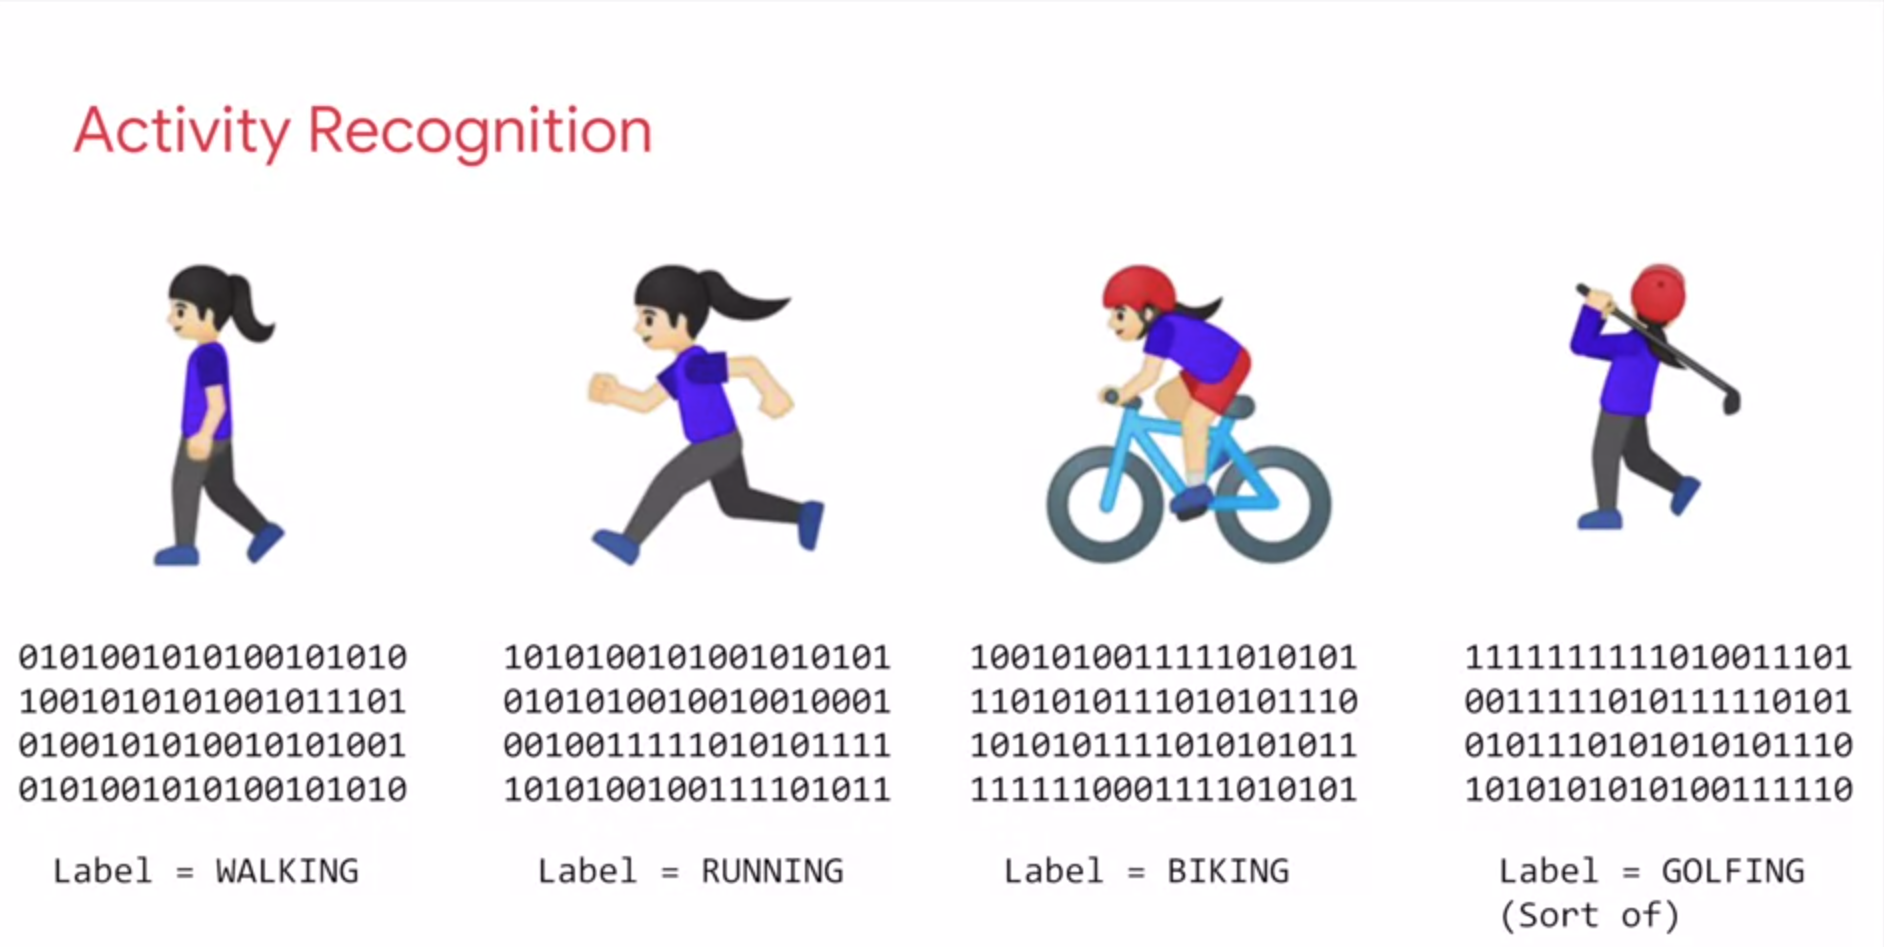 Activity Recognition
0101001010100101010
1001010101001011101
0100101010010101001
0101001010100101010
Label = WALKING
1010100101001010101
0101010010010010001
0010011111010101111
1010100100111101011
Label = RUNNING
1001010011111010101
1101010111010101110
1010101111010101011
1111110001111010101
Label = BIKING
1111111111010011101
0011111010111110101
0101110101010101110
1010101010100111110
Label = GOLFING
(Sort of)